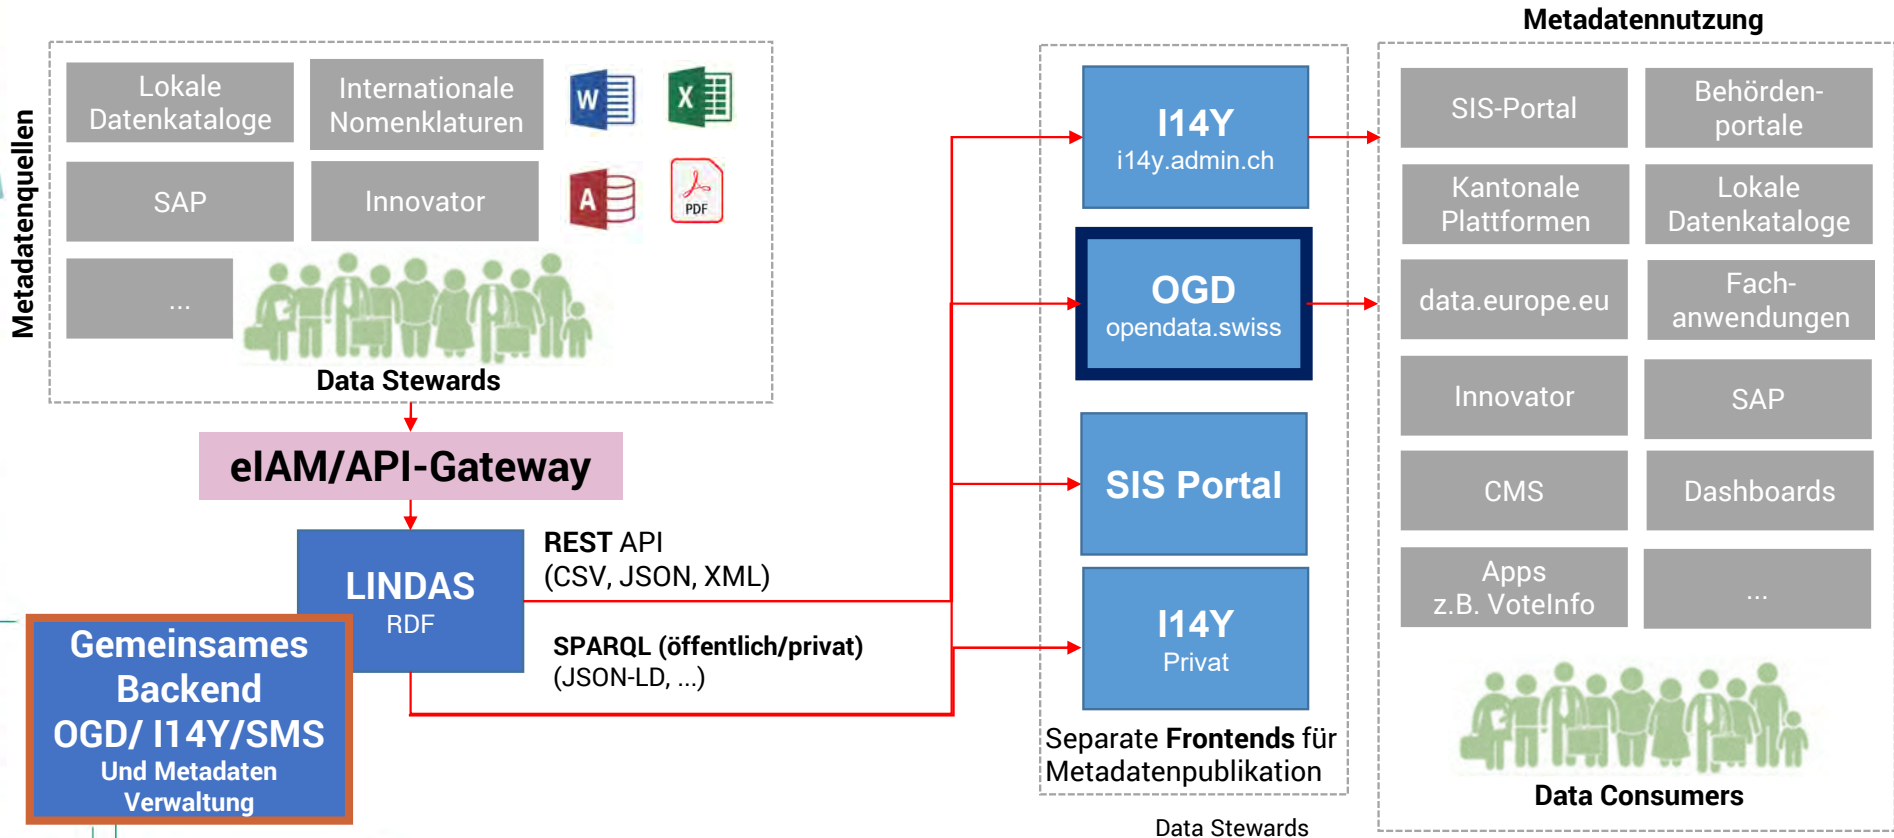 Metadatennutzung
Metadatenquellen
Lokale
Datenkataloge
Internationale
Nomenklaturen
W
X
SAP
Innovator
A
PDF
...
Data Stewards
eIAM/API-Gateway
LINDAS
RDF
Gemeinsames
Backend
OGD/ I14Y/SMS
Und Metadaten
Verwaltung
REST API
(CSV, JSON, XML)
SPARQL (öffentlich/privat)
(JSON-LD, ...)
I14Y
i14y.admin.ch
OGD
opendata.swiss
SIS Portal
I14Y
Privat
Separate Frontends für
Metadatenpublikation
Data Stewards
SIS-Portal
Behörden-
portale
Kantonale
Plattformen
Lokale
Datenkataloge
data.europe.eu
Fach-
anwendungen
Innovator
SAP
CMS
Dashboards
Apps
z.B. VoteInfo
...
Data Consumers